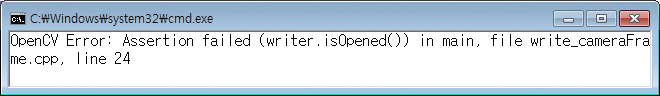 C:₩Windows₩system32₩cmd.exe
OpenCV Error: Assertion failed (writer.isOpened()) in main, file write_cameraFra
me.cpp, line 24